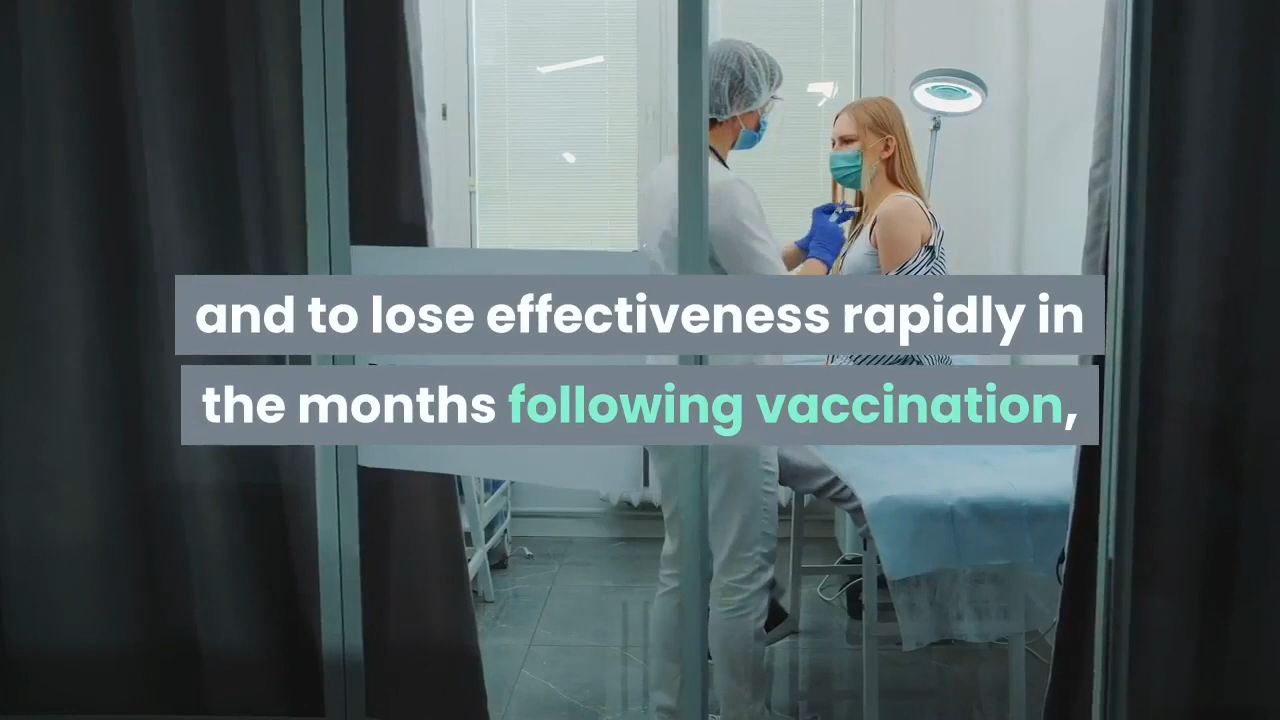 and to lose effectiveness rapidly in
the months following vaccination,